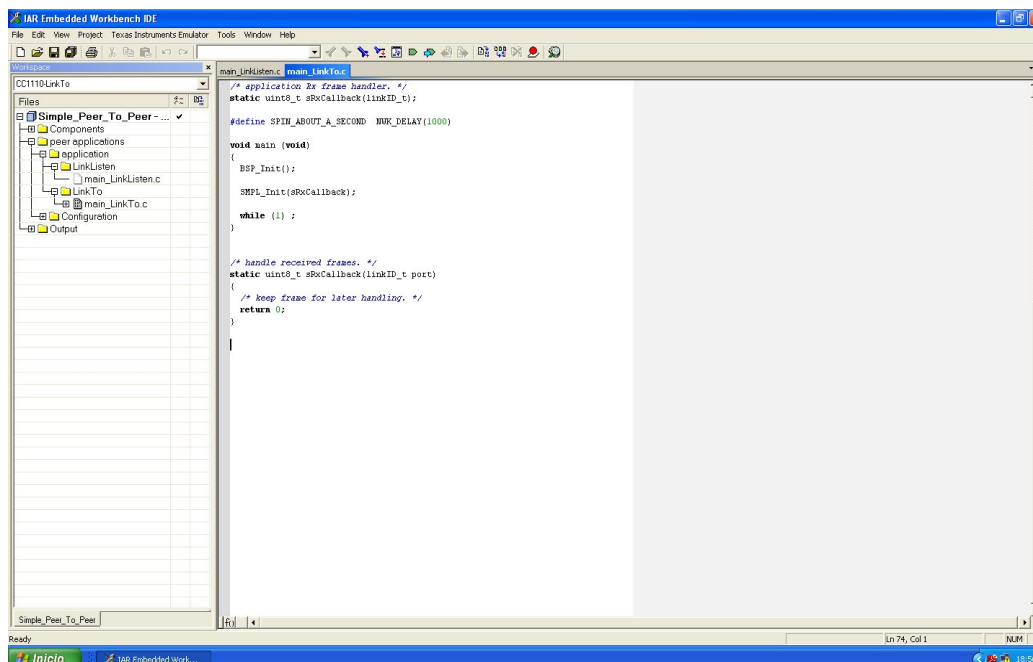 IAR Embedded Workbench IDE
File Edit View Project Texas Instruments Emulator Tools Window Help
Workspace
main_LinkListen.c main_LinkTo.c
CC1110-LinkTo
Files
Simple_Peer_To_Peer - ...
Components
peer applications
application
LinkListen
main_LinkListen.c
LinkTo
main_LinkTo.c
Configuration
Output
/* application Rx frame handler. */
static uint8_t sRxCallback(linkID_t);
#define SPIN_ABOUT_A_SECOND NWK_DELAY(1000)
void main (void)
{
BSP_Init();
SMPL_Init(sRxCallback);
while (1) ;
}
/* handle received frames. */
static uint8_t sRxCallback(linkID_t port)
{
/* keep frame for later handling. */
return 0;
}
Simple_Peer_To_Peer
f()
Ready
Ln 74, Col 1
NUM
Inicio
IAR Embedded Work...